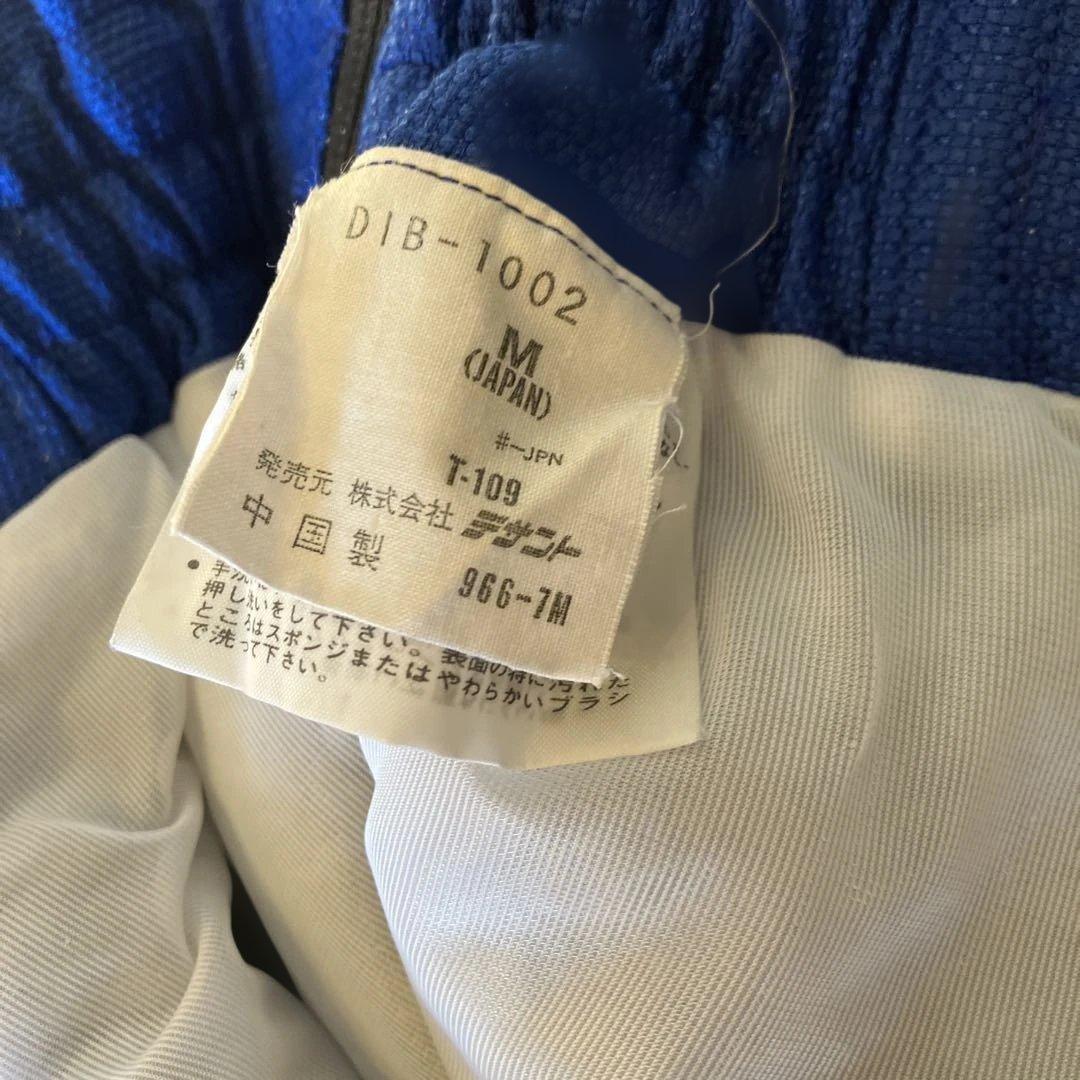 DIB-1002
M
(JAPAN)
#-JPN
T-109
発売元 株式会社 デサント
中国製
966-7M
• 手洗
押し洗いをして下さい。表面の特に汚れた
ところはスポンジまたはやわらかいブラシ
で洗って下さい。